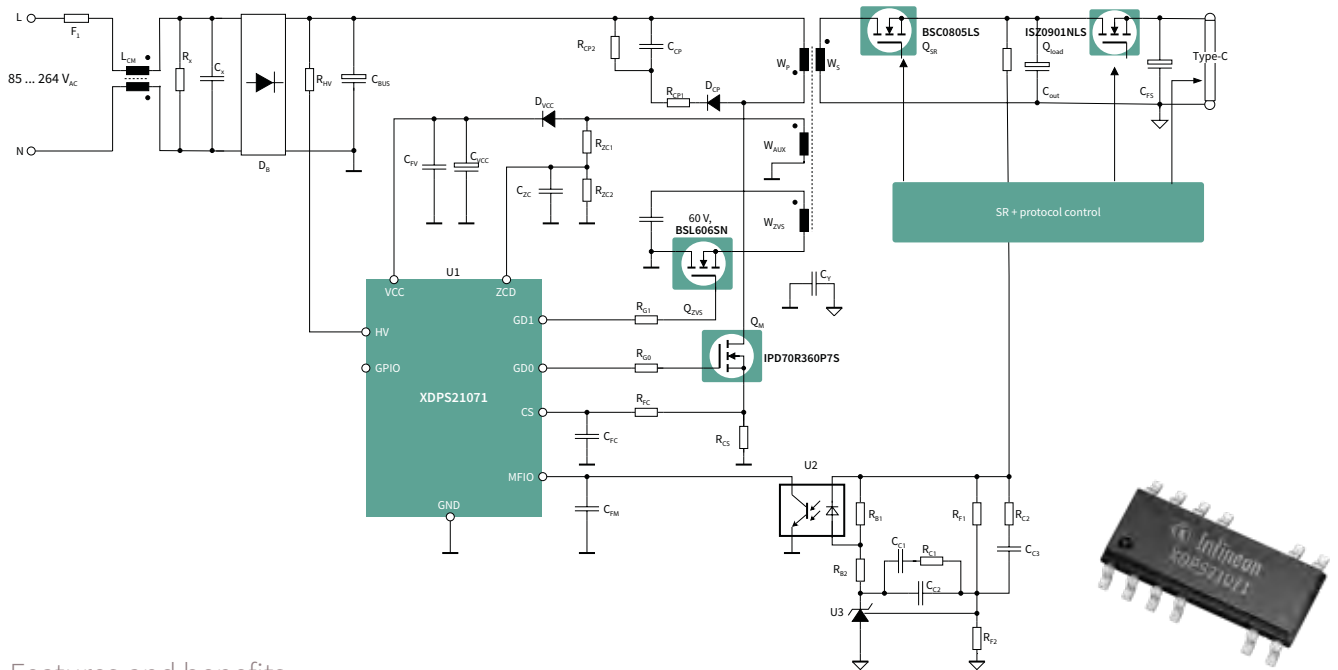 L
F1
LCM
Rx
Cx
85 ... 264 VAC
N
DB
RHV
CBUS
RCP2
CCP
RCP1
DCP
WP
WS
BSC0805LS
QSR
ISZ0901NLS
Qload
Cout
CFS
Type-C
DVCC
CFV
CVCC
CZC
RZC1
RZC2
WAUX
WZVS
60 V,
BSL606SN
SR + protocol control
CY
U1
VCC
ZCD
HV
GPIO
XDPS21071
GD1
GD0
CS
MFIO
GND
RG1
QZVS
QM
RG0
IPD70R360P7S
RFC
CFC
RCS
CFM
U2
RB1
RF1
RC2
CC1
RC1
CC3
RB2
CC2
U3
RF2
Infineon
XDPS21071
Features and benefits